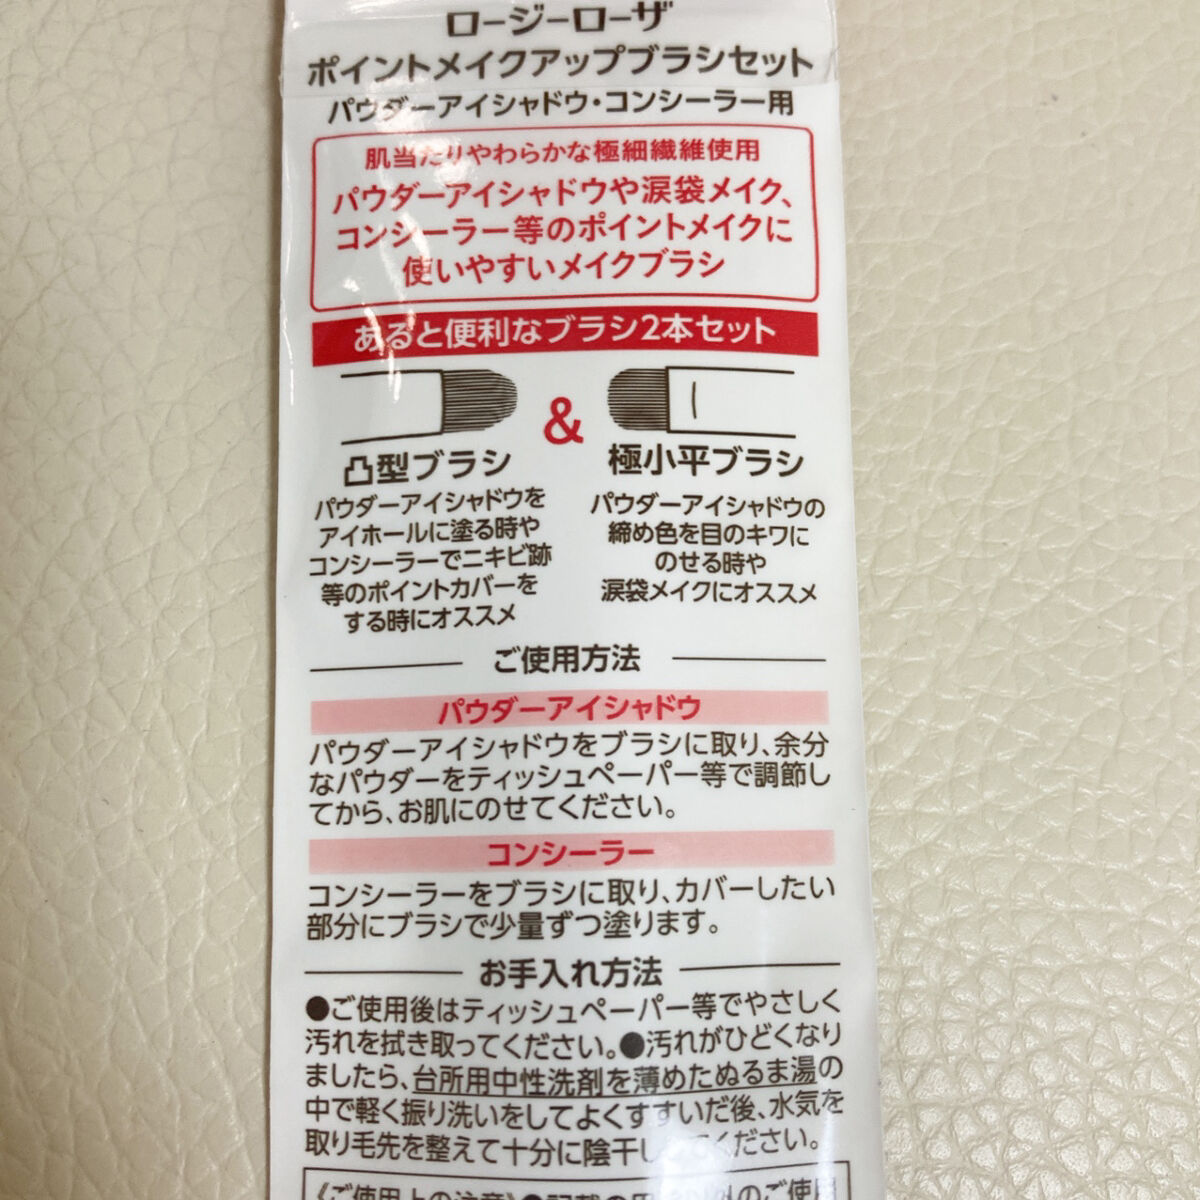 ロージーローザ
ポイントメイクアップブラシセット
パウダーアイシャドウ・コンシーラー用
肌当たりやわらかな極細繊維使用
パウダーアイシャドウや涙袋メイク、
コンシーラー等のポイントメイクに
使いやすいメイクブラシ
あると便利なブラシ2本セット
&
凸型ブラシ
パウダーアイシャドウを
アイホールに塗る時や
コンシーラーでニキビ跡
等のポイントカバーを
する時にオススメ
極小平ブラシ
パウダーアイシャドウの
締め色を目のキワに
のせる時や
涙袋メイクにオススメ
ご使用方法
パウダーアイシャドウ
パウダーアイシャドウをブラシに取り、余分
なパウダーをティッシュペーパー等で調節し
てから、お肌にのせてください。
コンシーラー
コンシーラーをブラシに取り、カバーしたい
部分にブラシで少量ずつ塗ります。
お手入れ方法
●ご使用後はティッシュペーパー等でやさしく
汚れを拭き取ってください。●汚れがひどくなり
ましたら、台所用中性洗剤を薄めたぬるま湯の
中で軽く振り洗いをしてよくすすいだ後、水気を
取り毛先を整えて十分に陰干ししてください。
《ご使用上の注意》●記載の用途以外のご使用